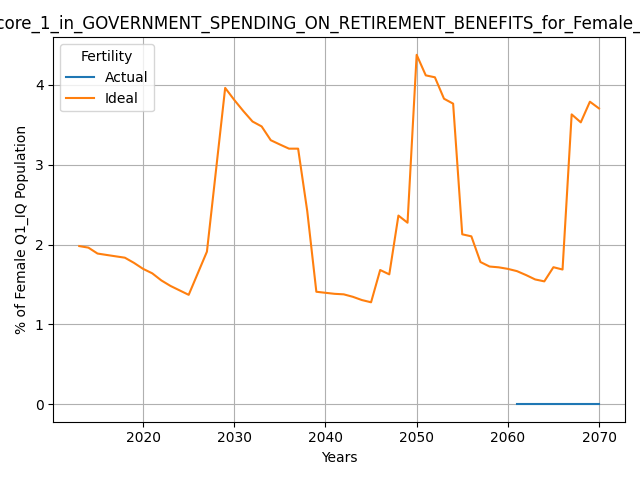 core_1_in_GOVERNMENT_SPENDING_ON_RETIREMENT_BENEFITS_for_Female_
Fertility
Actual
Ideal
% of Female Q1_IQ Population
4
3
2
1
0
2020 2030 2040 2050 2060 2070
Years